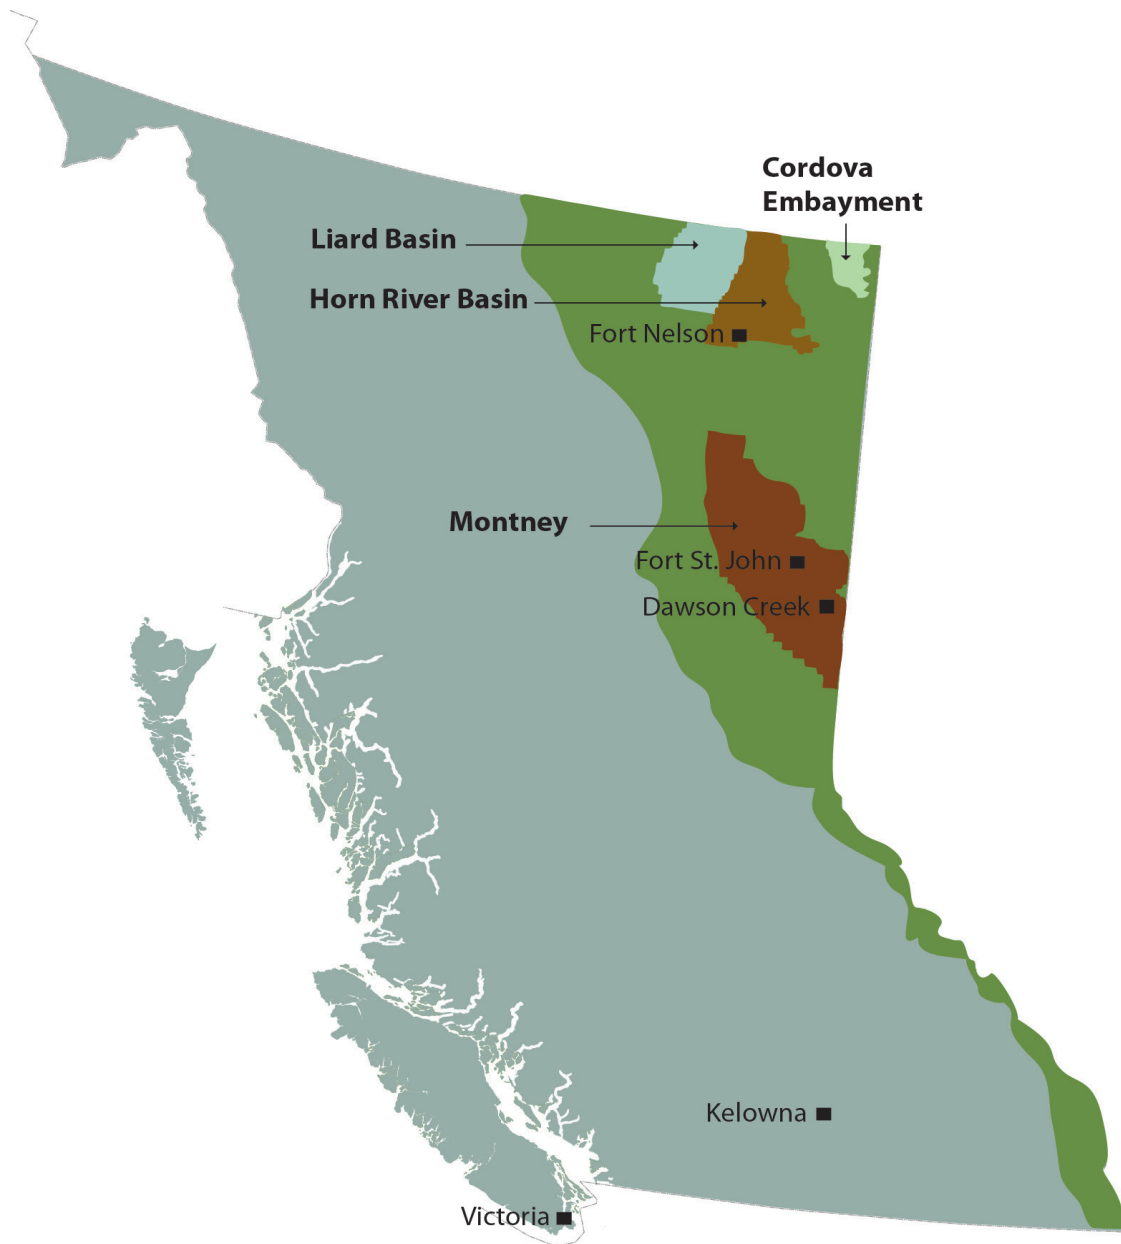 Cordova
Embayment
Liard Basin
Horn River Basin
Fort Nelson
Montney
Fort St. John
Dawson Creek
Kelowna
Victoria